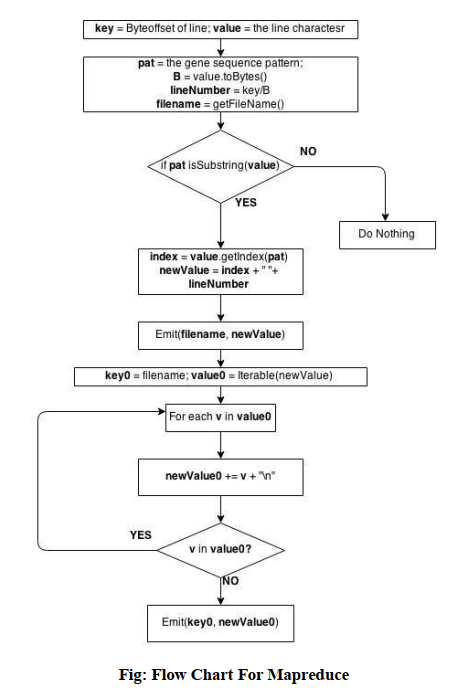 key = Byteoffset of line; value = the line charactesr
pat = the gene sequence pattern;
B = value.toBytes()
lineNumber = key/B
filename = getFileName()
if pat isSubstring(value)
NO
YES
Do Nothing
index = value.getIndex(pat)
newValue = index + " "+
lineNumber
Emit(filename, newValue)
key0 = filename; value0 = Iterable(newValue)
For each v in value0
newValue0 += v + "\n"
YES
v in value0?
NO
Emit(key0, newValue0)
Fig: Flow Chart For Mapreduce